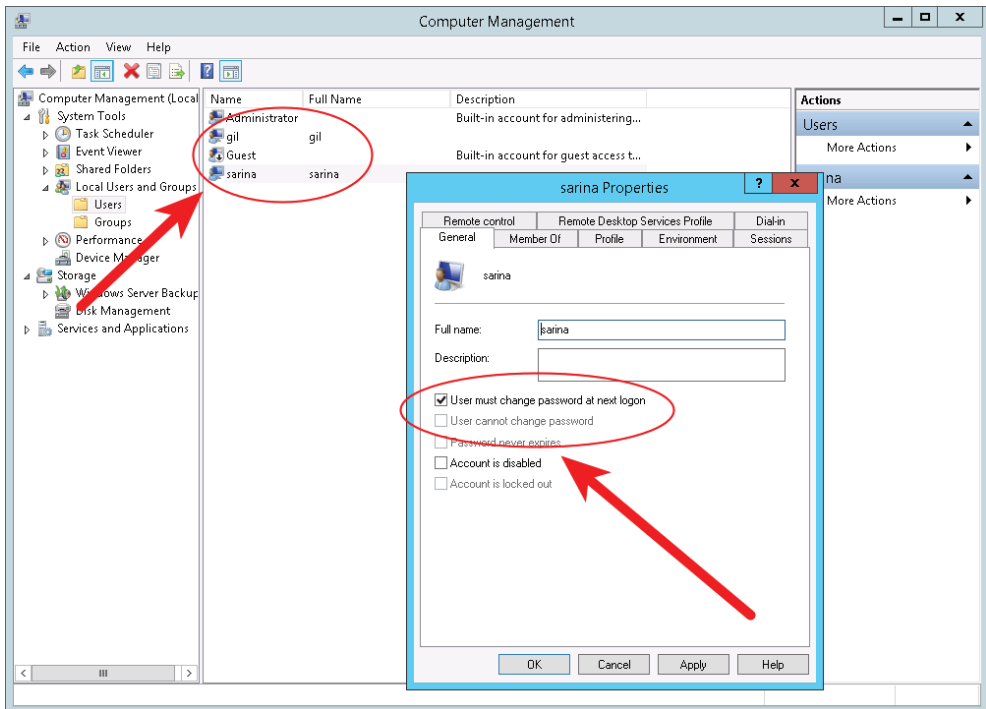 Computer Management
File Action View Help
Computer Management (Local
System Tools
Task Scheduler
Event Viewer
Shared Folders
Local Users and Groups
Users
Groups
Performance
Device Manager
Storage
Windows Server Backup
Disk Management
Services and Applications
Name Full Name Description
Administrator Built-in account for administering...
gil gil
Guest Built-in account for guest access t...
sarina sarina
Actions
Users
More Actions
na
More Actions
sarina Properties
? x
Remote control Remote Desktop Services Profile Dial-in
General Member Of Profile Environment Sessions
sarina
Full name: sarina
Description:
User must change password at next logon
User cannot change password
Password never expires
Account is disabled
Account is locked out
OK Cancel Apply Help